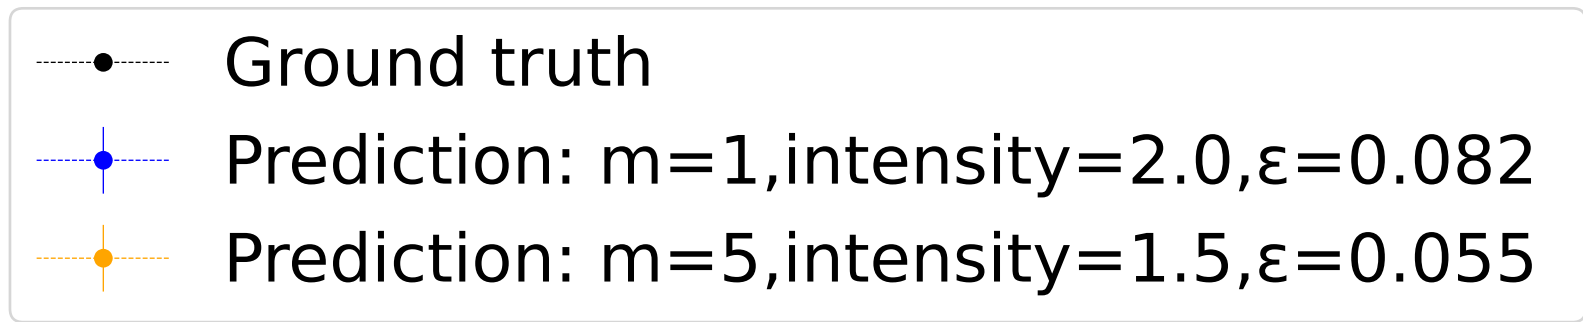 Ground truth
Prediction: m=1,intensity=2.0,ε=0.082
Prediction: m=5,intensity=1.5,ε=0.055